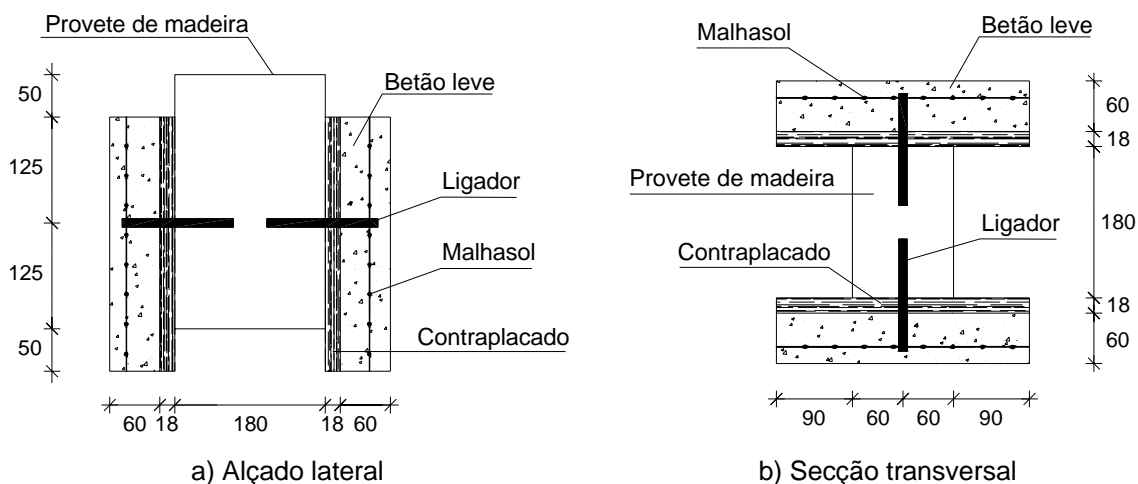 Provete de madeira
Betão leve
Ligador
Malhasol
Contraplacado
50
125
125
50
60
18
180
18
60
a) Alçado lateral
Malhasol
Betão leve
Provete de madeira
Ligador
Contraplacado
60
18
180
18
60
90
60
60
90
b) Secção transversal